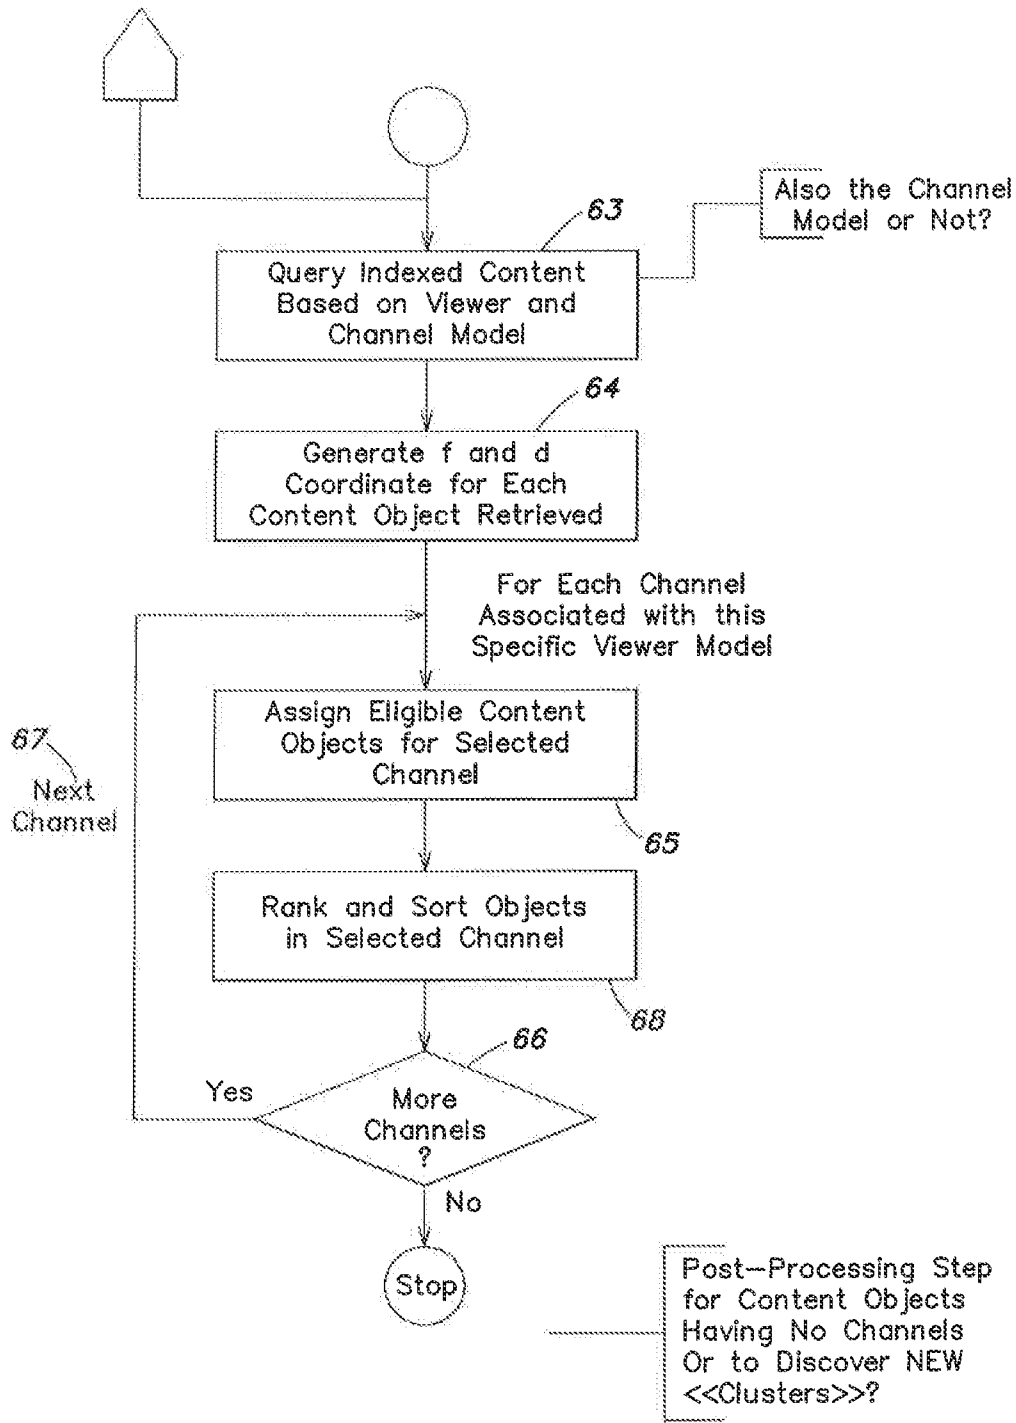 63
Also the Channel
Model or Not?
Query Indexed Content
Based on Viewer and
Channel Model
64
Generate f and d
Coordinate for Each
Content Object Retrieved
For Each Channel
Associated with this
Specific Viewer Model
Assign Eligible Content
Objects for Selected
Channel
67
Next
Channel
65
Rank and Sort Objects
in Selected Channel
68
66
Yes
More
Channels
?
No
Stop
Post-Processing Step
for Content Objects
Having No Channels
Or to Discover NEW
<<Clusters>>?